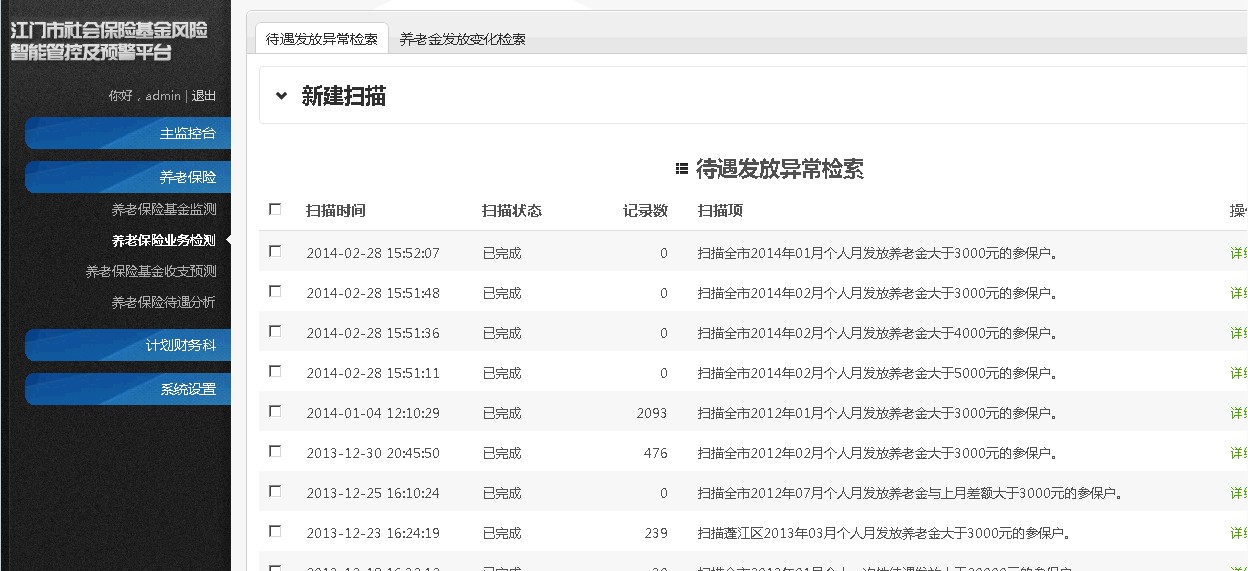 江门市社会保险基金风险
智能管控及预警平台
你好，admin | 退出
主监控台
养老保险
养老保险基金监测
养老保险业务检测
养老保险基金收支预测
养老保险待遇分析
计划财务科
系统设置
待遇发放异常检索 养老金发放变化检索
新建扫描
待遇发放异常检索
扫描时间 扫描状态 记录数 扫描项
2014-02-28 15:52:07 已完成 0 扫描全市2014年01月个人月发放养老金大于3000元的参保户。 详
2014-02-28 15:51:48 已完成 0 扫描全市2014年02月个人月发放养老金大于3000元的参保户。 详
2014-02-28 15:51:36 已完成 0 扫描全市2014年02月个人月发放养老金大于4000元的参保户。 详
2014-02-28 15:51:11 已完成 0 扫描全市2014年02月个人月发放养老金大于5000元的参保户。 详
2014-01-04 12:10:29 已完成 2093 扫描全市2012年01月个人月发放养老金大于3000元的参保户。 详
2013-12-30 20:45:50 已完成 476 扫描全市2012年02月个人月发放养老金大于3000元的参保户。 详
2013-12-25 16:10:24 已完成 0 扫描全市2012年07月个人月发放养老金与上月差额大于3000元的参保户。 详
2013-12-23 16:24:19 已完成 239 扫描蓬江区2013年03月个人月发放养老金大于3000元的参保户。 详